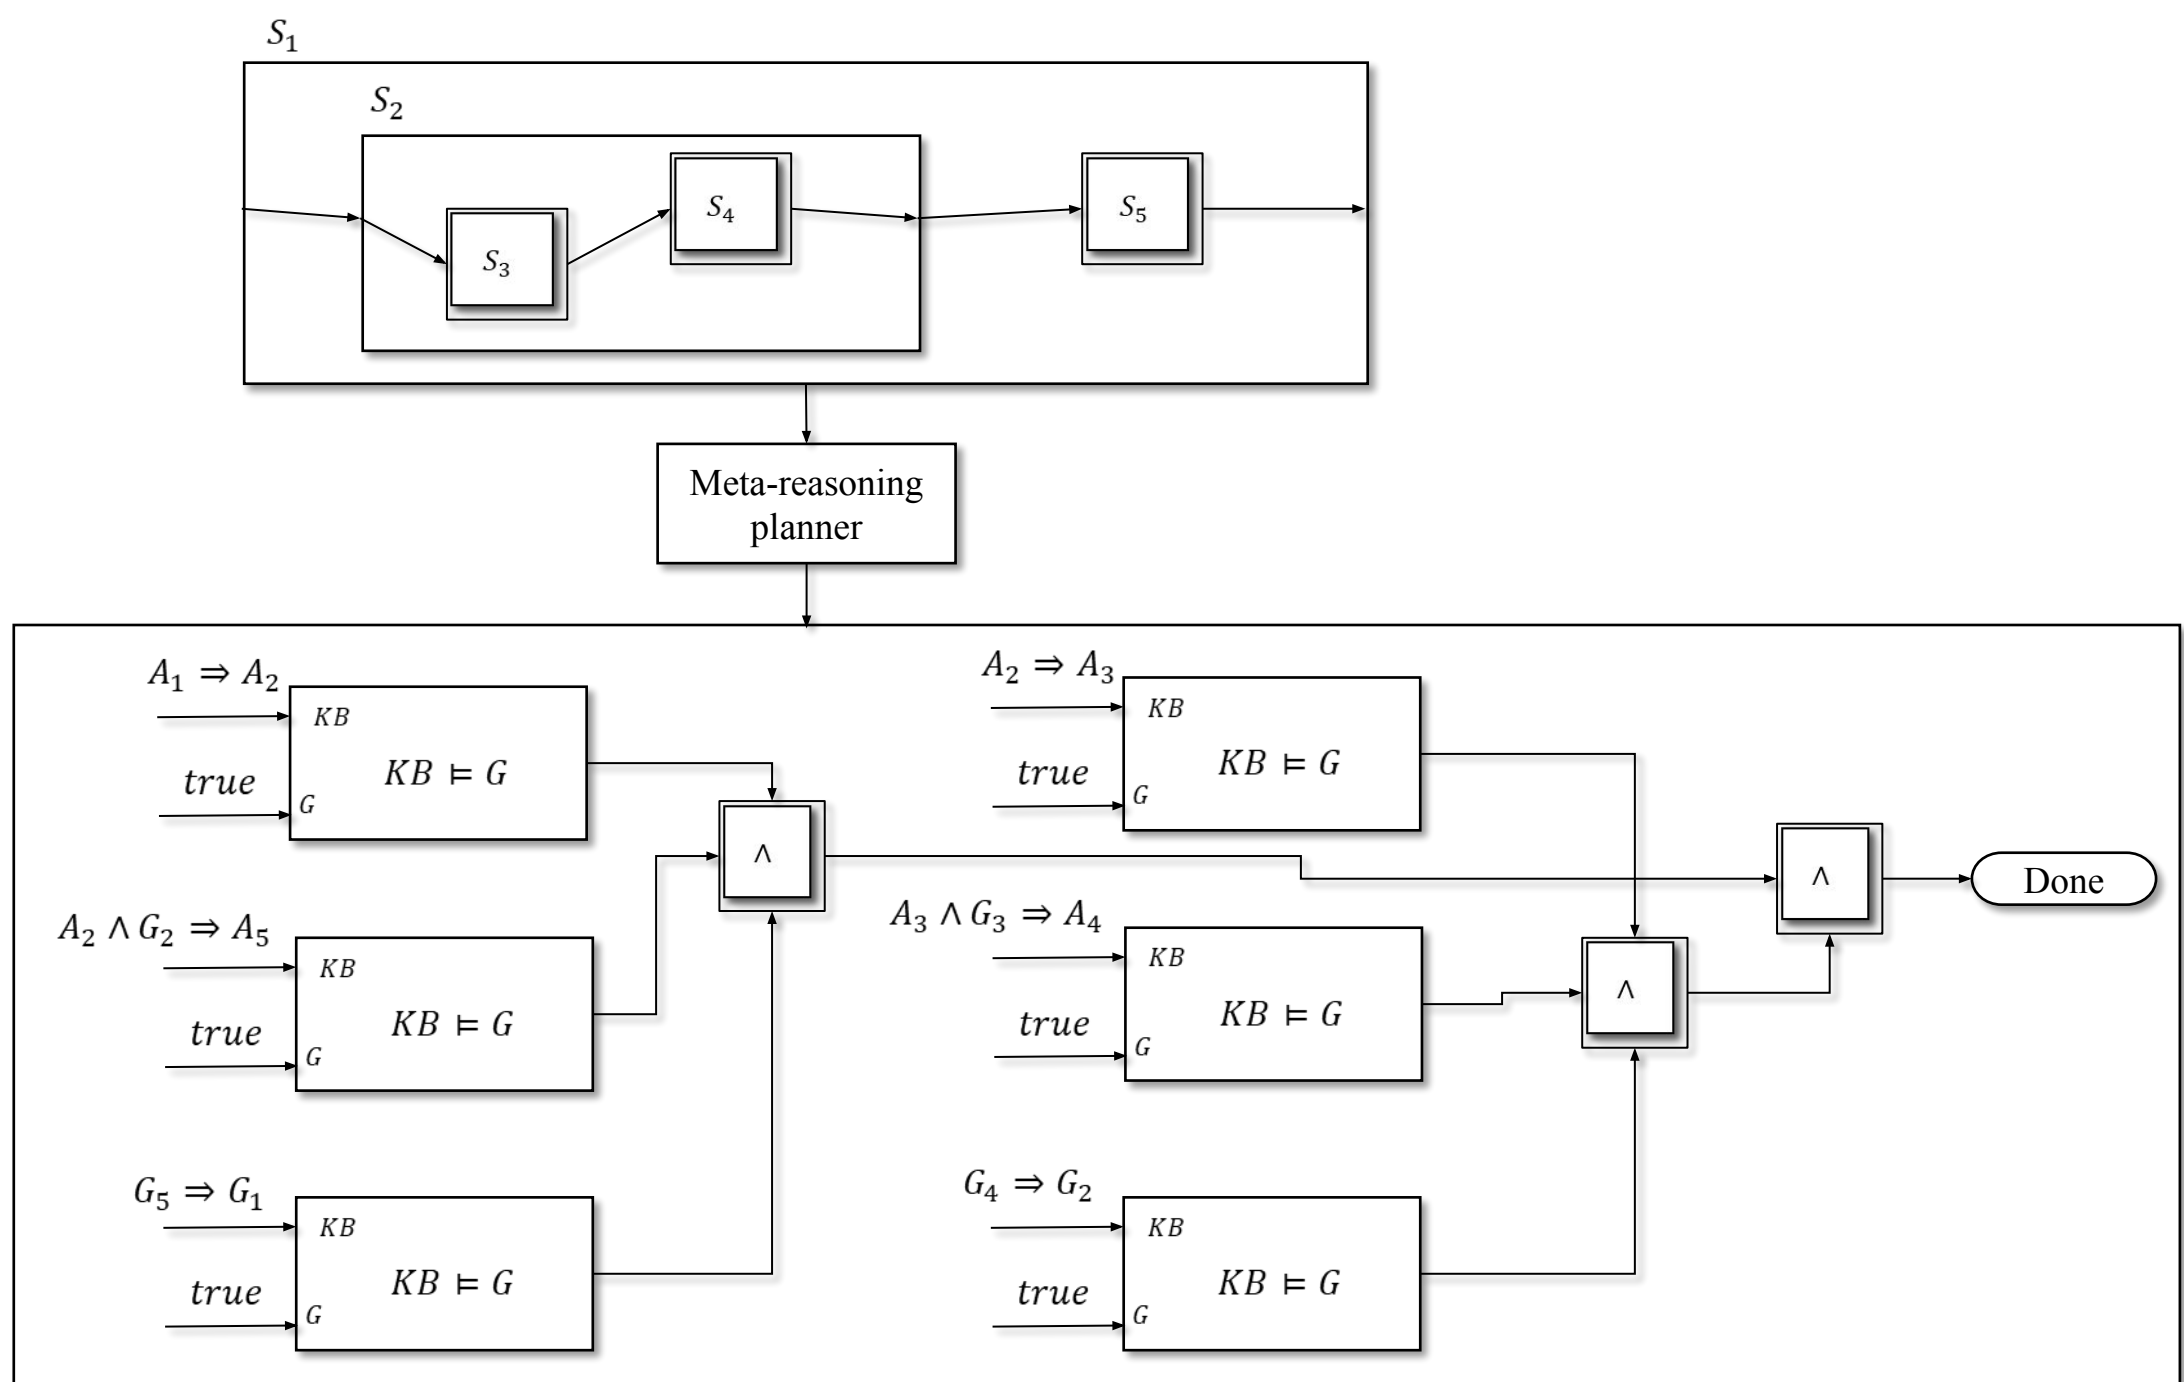 S₁
S₂
S₃
S₄
S₅
Meta-reasoning
planner
A₁ ⇒ A₂
KB
true
G
KB ⊨ G
A₂ ∧ G₂ ⇒ A₅
KB
true
G
KB ⊨ G
G₅ ⇒ G₁
KB
true
G
KB ⊨ G
∧
A₂ ⇒ A₃
KB
true
G
KB ⊨ G
A₃ ∧ G₃ ⇒ A₄
KB
true
G
KB ⊨ G
G₄ ⇒ G₂
KB
true
G
KB ⊨ G
∧
∧
Done